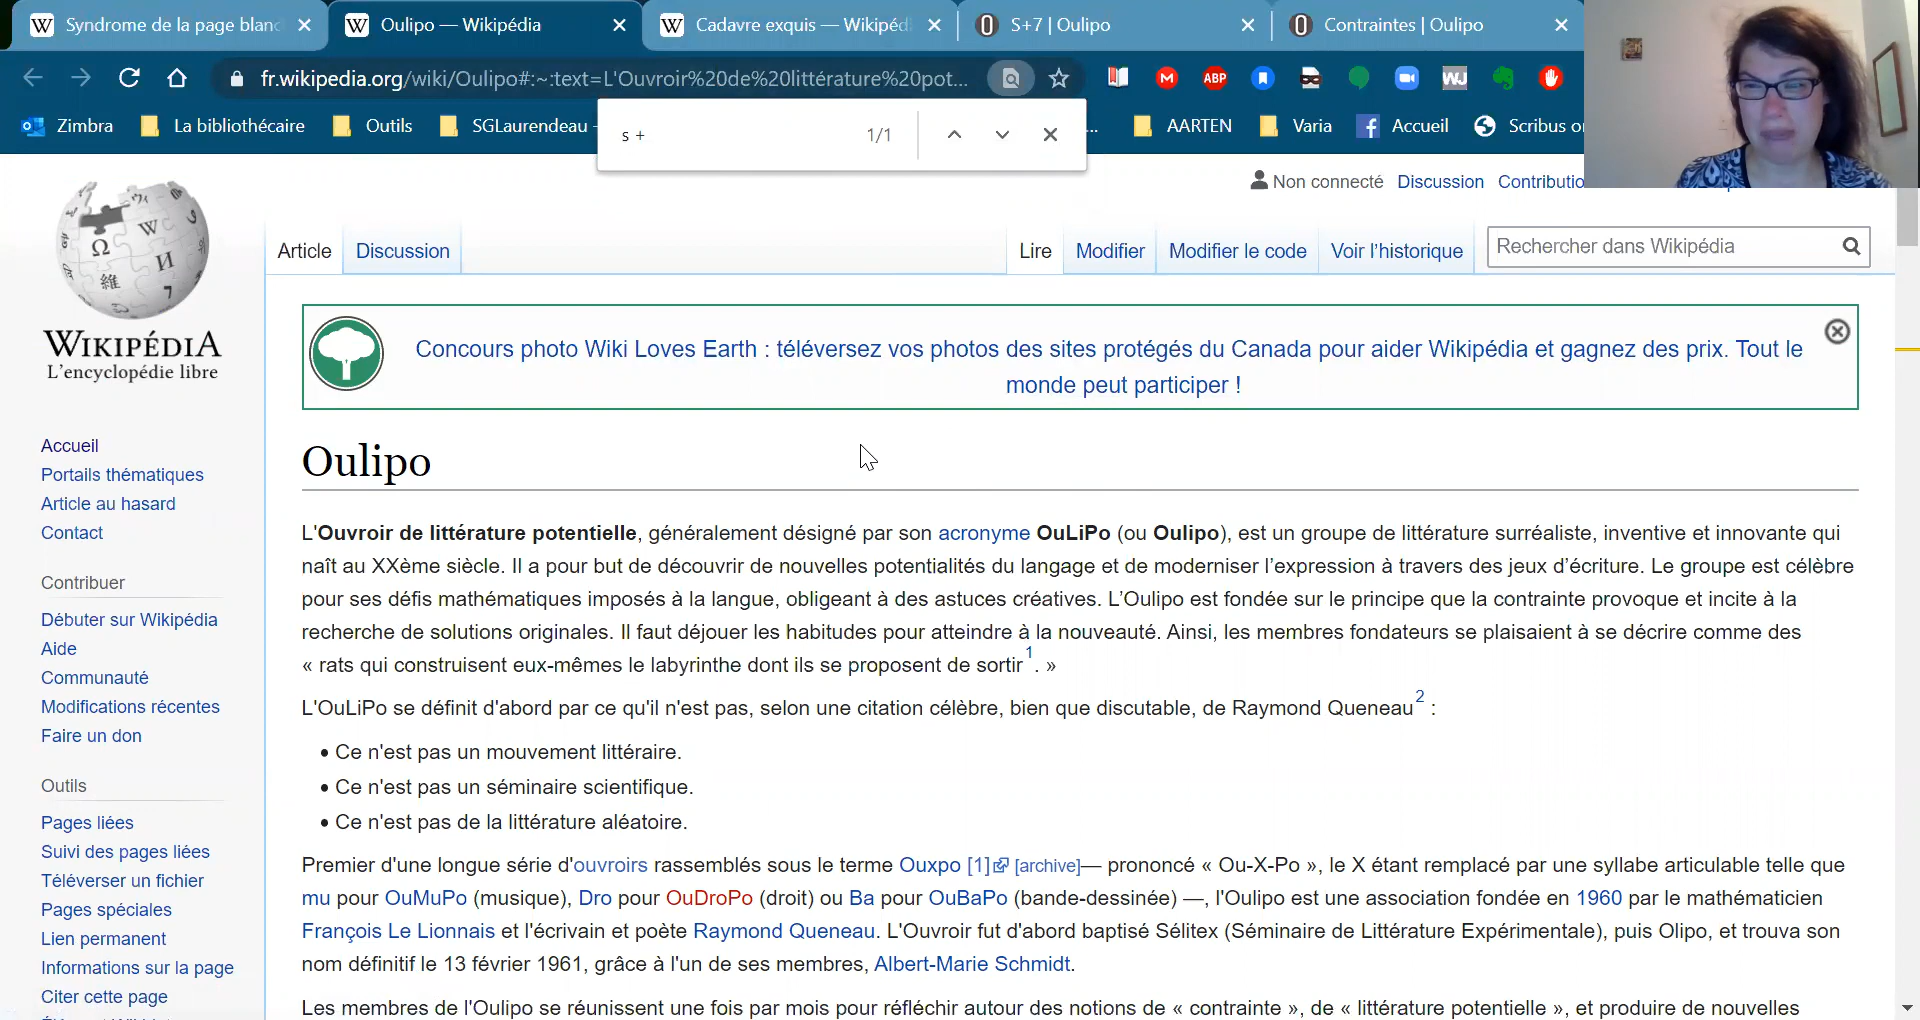 Syndrome de la page blanc
Oulipo — Wikipédia
Cadavre exquis — Wikipéd
S+7 | Oulipo
Contraintes | Oulipo
fr.wikipedia.org/wiki/Oulipo#:~:text=L'Ouvroir%20de%20littérature%20pot...
ABP
WJ
Zimbra
La bibliothécaire
Outils
SGLaurendeau -
s +
1/1
...
AARTEN
Varia
Accueil
Scribus o
Non connecté Discussion Contributio
Article Discussion
Lire Modifier Modifier le code Voir l'historique
Rechercher dans Wikipédia
WIKIPÉDIA
L'encyclopédie libre
Concours photo Wiki Loves Earth : téléversez vos photos des sites protégés du Canada pour aider Wikipédia et gagnez des prix. Tout le
monde peut participer !
Accueil
Portails thématiques
Article au hasard
Contact
Contribuer
Débuter sur Wikipédia
Aide
Communauté
Modifications récentes
Faire un don
Outils
Pages liées
Suivi des pages liées
Téléverser un fichier
Pages spéciales
Lien permanent
Informations sur la page
Citer cette page
Oulipo
L'Ouvroir de littérature potentielle, généralement désigné par son acronyme OuLiPo (ou Oulipo), est un groupe de littérature surréaliste, inventive et innovante qui
naît au XXème siècle. Il a pour but de découvrir de nouvelles potentialités du langage et de moderniser l'expression à travers des jeux d'écriture. Le groupe est célèbre
pour ses défis mathématiques imposés à la langue, obligeant à des astuces créatives. L'Oulipo est fondée sur le principe que la contrainte provoque et incite à la
recherche de solutions originales. Il faut déjouer les habitudes pour atteindre à la nouveauté. Ainsi, les membres fondateurs se plaisaient à se décrire comme des
« rats qui construisent eux-mêmes le labyrinthe dont ils se proposent de sortir1. »
L'OuLiPo se définit d'abord par ce qu'il n'est pas, selon une citation célèbre, bien que discutable, de Raymond Queneau2 :
• Ce n'est pas un mouvement littéraire.
• Ce n'est pas un séminaire scientifique.
• Ce n'est pas de la littérature aléatoire.
Premier d'une longue série d'ouvroirs rassemblés sous le terme Ouxpo [1] [archive]— prononcé « Ou-X-Po », le X étant remplacé par une syllabe articulable telle que
mu pour OuMuPo (musique), Dro pour OuDroPo (droit) ou Ba pour OuBaPo (bande-dessinée) —, l'Oulipo est une association fondée en 1960 par le mathématicien
François Le Lionnais et l'écrivain et poète Raymond Queneau. L'Ouvroir fut d'abord baptisé Sélitex (Séminaire de Littérature Expérimentale), puis Olipo, et trouva son
nom définitif le 13 février 1961, grâce à l'un de ses membres, Albert-Marie Schmidt.
Les membres de l'Oulipo se réunissent une fois par mois pour réfléchir autour des notions de « contrainte », de « littérature potentielle », et produire de nouvelles